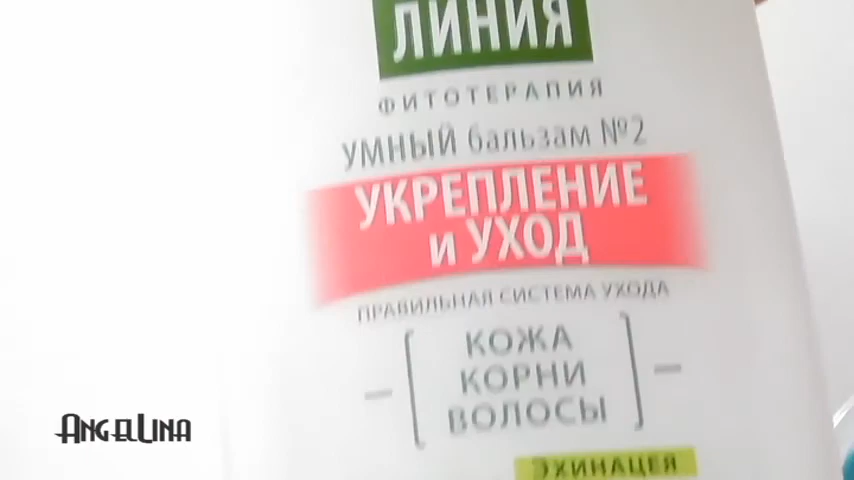 ЛИНИЯ
ФИТОТЕРАПИЯ
УМНЫЙ бальзам №2
УКРЕПЛЕНИЕ
и УХОД
ПРАВИЛЬНАЯ СИСТЕМА УХОДА
КОЖА
КОРНИ
ВОЛОСЫ
ЭХИНАЦЕЯ
ANGELLINA